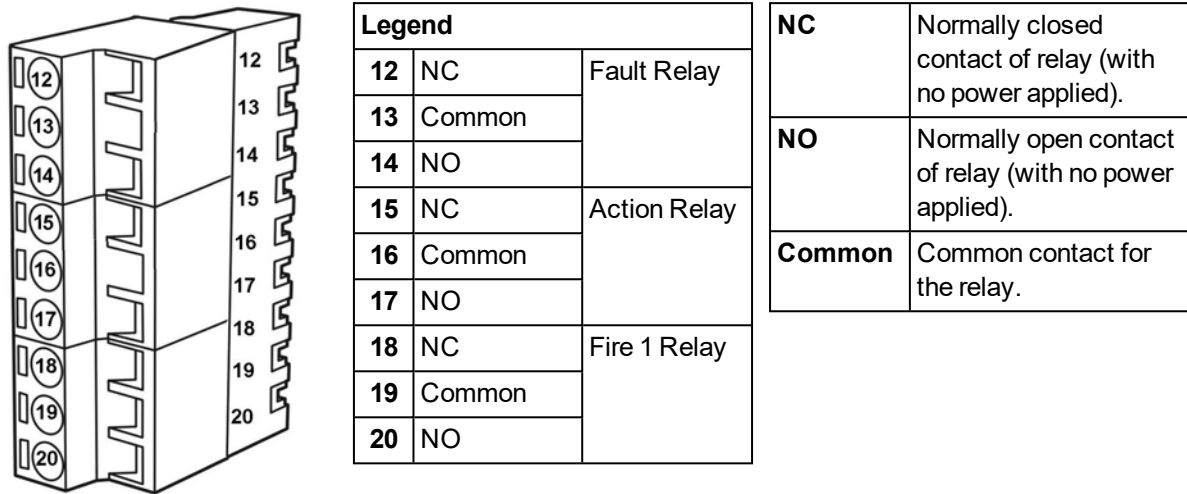 12
13
14
15
16
17
18
19
20
12
13
14
15
16
17
18
19
20
Legend
12 NC Fault Relay
13 Common
14 NO
15 NC Action Relay
16 Common
17 NO
18 NC Fire 1 Relay
19 Common
20 NO
NC Normally closed
contact of relay (with
no power applied).
NO Normally open contact
of relay (with no power
applied).
Common Common contact for
the relay.